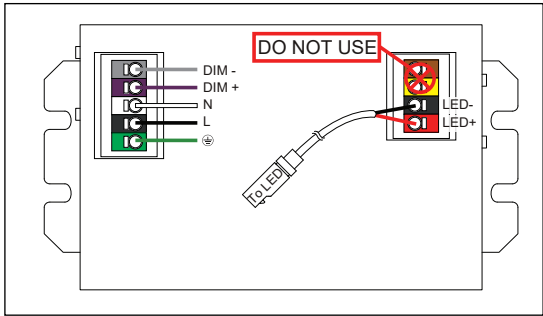 DO NOT USE
DIM -
DIM +
N
L
LED-
LED+
To LED